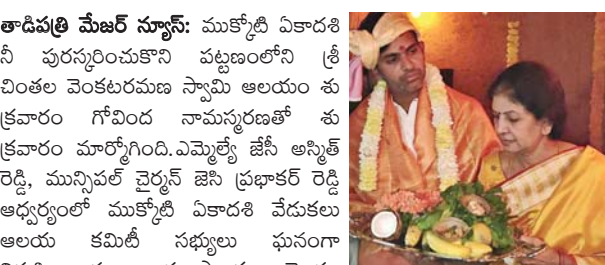 తాడిపత్రి మేజర్ న్యూస్: ముక్కోటి ఏకాదశి
నీ పురస్కరించుకొని పట్టణంలోని శ్రీ
చింతల వెంకటరమణ స్వామి ఆలయం శు
క్రవారం గోవింద నామస్మరణతో శు
క్రవారం మార్మోగింది.ఎమ్మెల్యే జేసీ అస్మిత్
రెడ్డి, మున్సిపల్ చైర్మన్ జెసి ప్రభాకర్ రెడ్డి
ఆధ్వర్యంలో ముక్కోటి ఏకాదశి వేడుకలు
ఆలయ కమిటీ సభ్యులు ఘనంగా